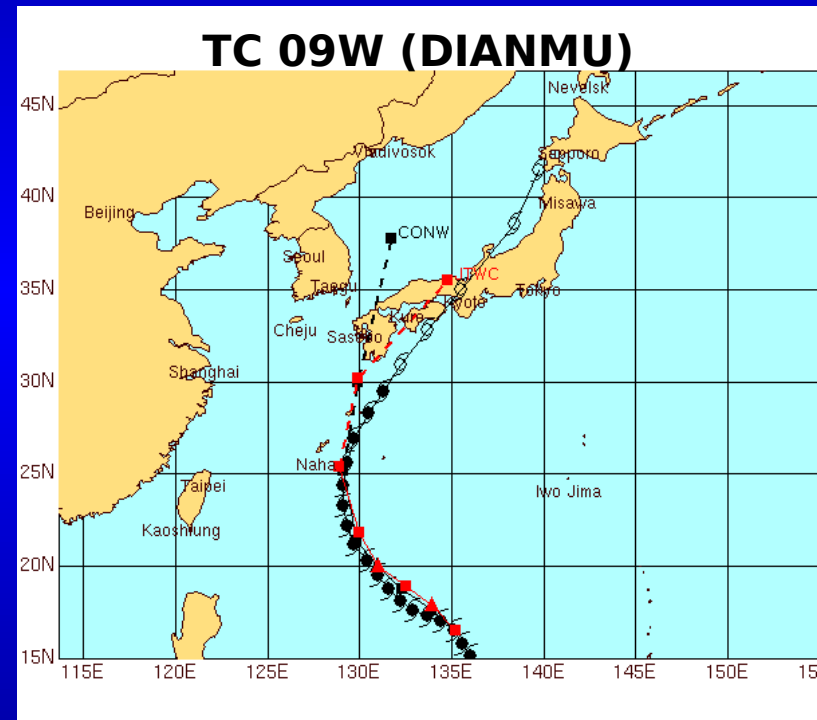 TC 09W (DIANMU)
45N
Nevelsk
Vladivosok
Sapporo
40N
Beijing
Misawa
CONW
Seoul
JTWC
35N
Taegu
Tokyo
Kyoto
Kure
Cheju
Sasebo
Shanghai
30N
25N
Naha
Taipei
Iwo Jima
Kaoshiung
20N
15N
115E 120E 125E 130E 135E 140E 145E 150E